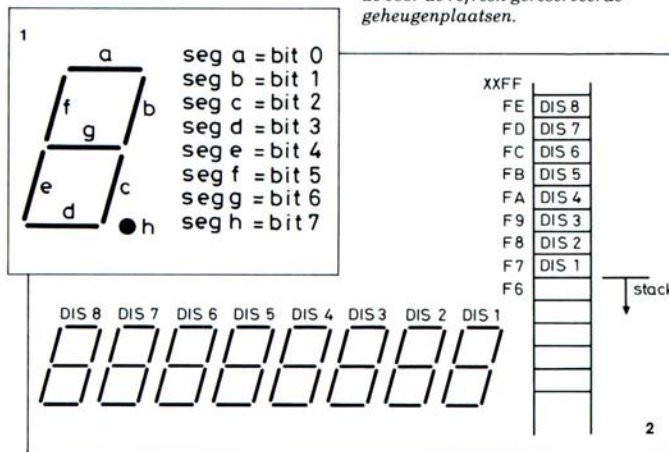 de voor de refresh gereserveerde
geheugenplaatsen.
1
a
f
b
g
e
c
d
h
seg a = bit 0
seg b = bit 1
seg c = bit 2
seg d = bit 3
seg e = bit 4
seg f = bit 5
seg g = bit 6
seg h = bit 7
XXFF
FE DIS 8
FD DIS 7
FC DIS 6
FB DIS 5
FA DIS 4
F9 DIS 3
F8 DIS 2
F7 DIS 1
F6
stack
DIS 8 DIS 7 DIS 6 DIS 5 DIS 4 DIS 3 DIS 2 DIS 1
2